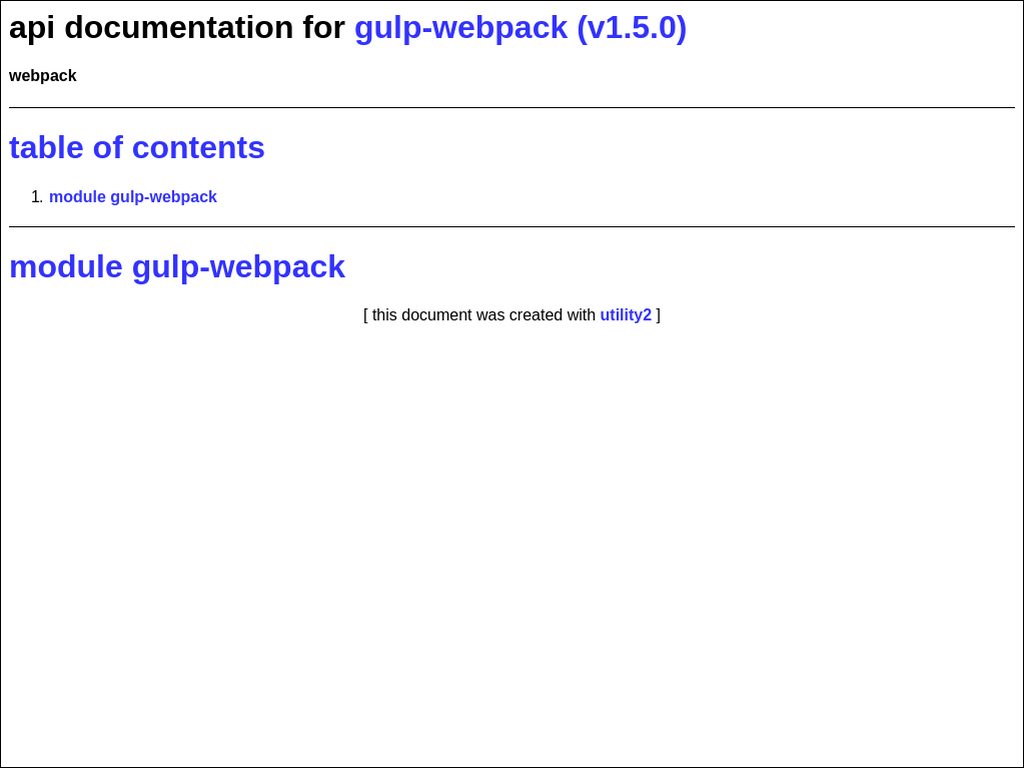 api documentation for gulp-webpack (v1.5.0)
webpack
table of contents
1. module gulp-webpack
module gulp-webpack
[ this document was created with utility2 ]